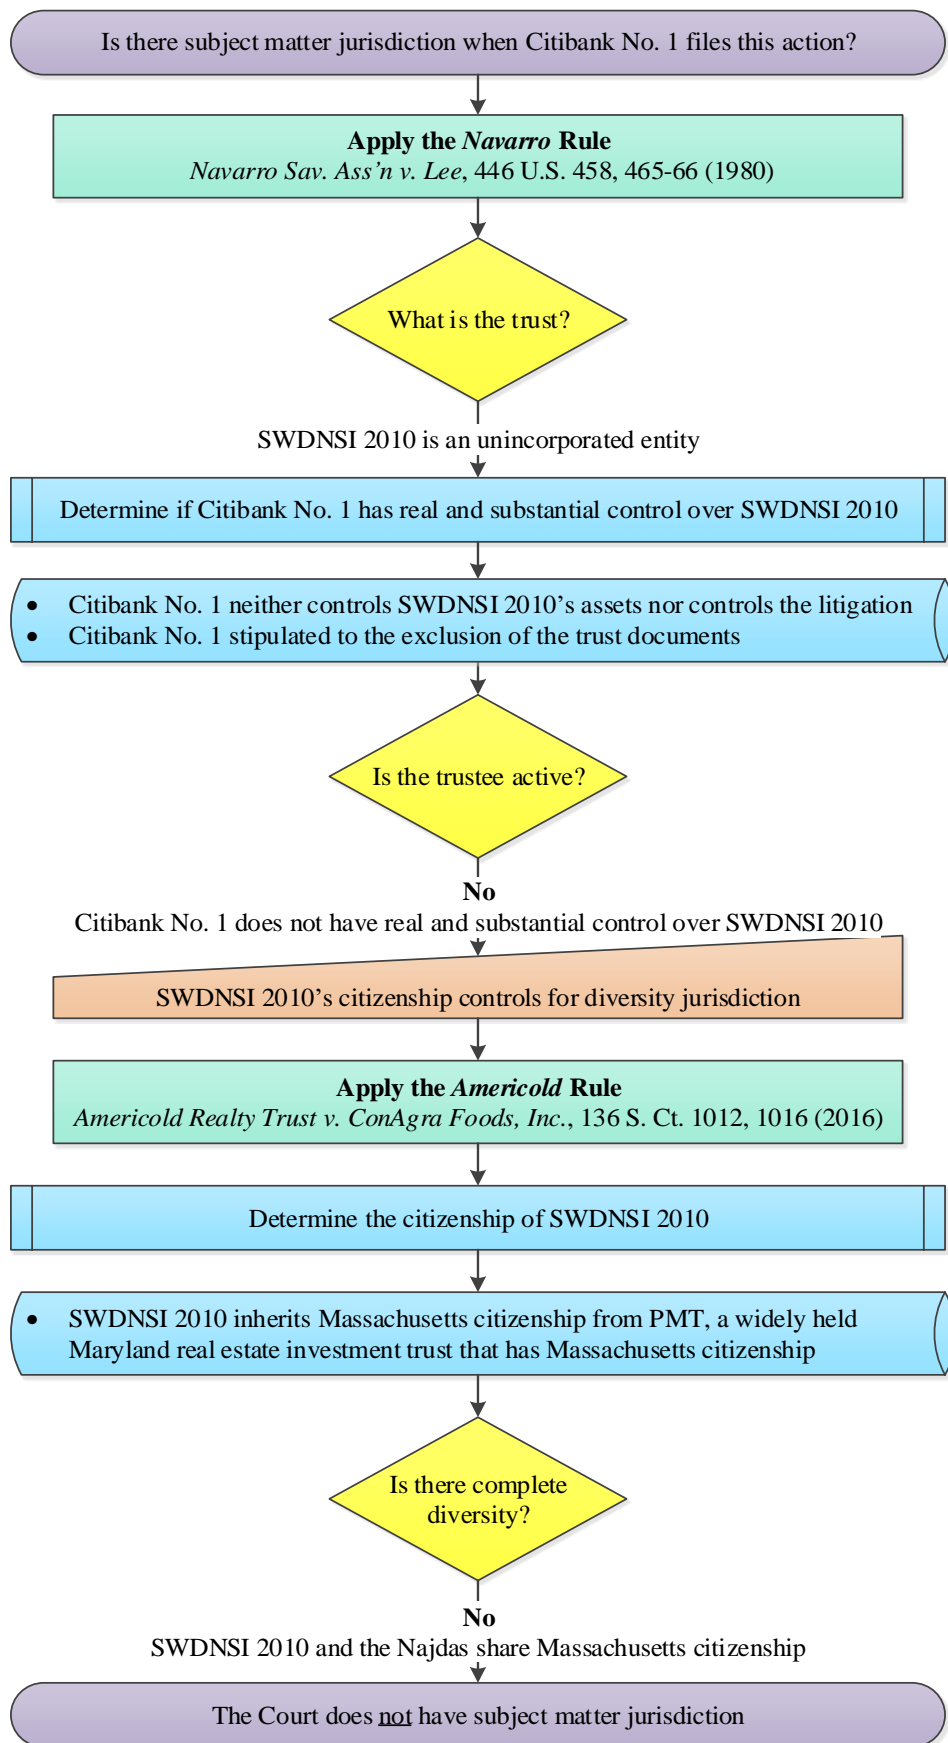 Is there subject matter jurisdiction when Citibank No. 1 files this action?
Apply the Navarro Rule
Navarro Sav. Ass’n v. Lee, 446 U.S. 458, 465-66 (1980)
What is the trust?
SWDNSI 2010 is an unincorporated entity
Determine if Citibank No. 1 has real and substantial control over SWDNSI 2010
• Citibank No. 1 neither controls SWDNSI 2010’s assets nor controls the litigation
• Citibank No. 1 stipulated to the exclusion of the trust documents
Is the trustee active?
No
Citibank No. 1 does not have real and substantial control over SWDNSI 2010
SWDNSI 2010’s citizenship controls for diversity jurisdiction
Apply the Americold Rule
Americold Realty Trust v. ConAgra Foods, Inc., 136 S. Ct. 1012, 1016 (2016)
Determine the citizenship of SWDNSI 2010
• SWDNSI 2010 inherits Massachusetts citizenship from PMT, a widely held
Maryland real estate investment trust that has Massachusetts citizenship
Is there complete
diversity?
No
SWDNSI 2010 and the Najdas share Massachusetts citizenship
The Court does not have subject matter jurisdiction